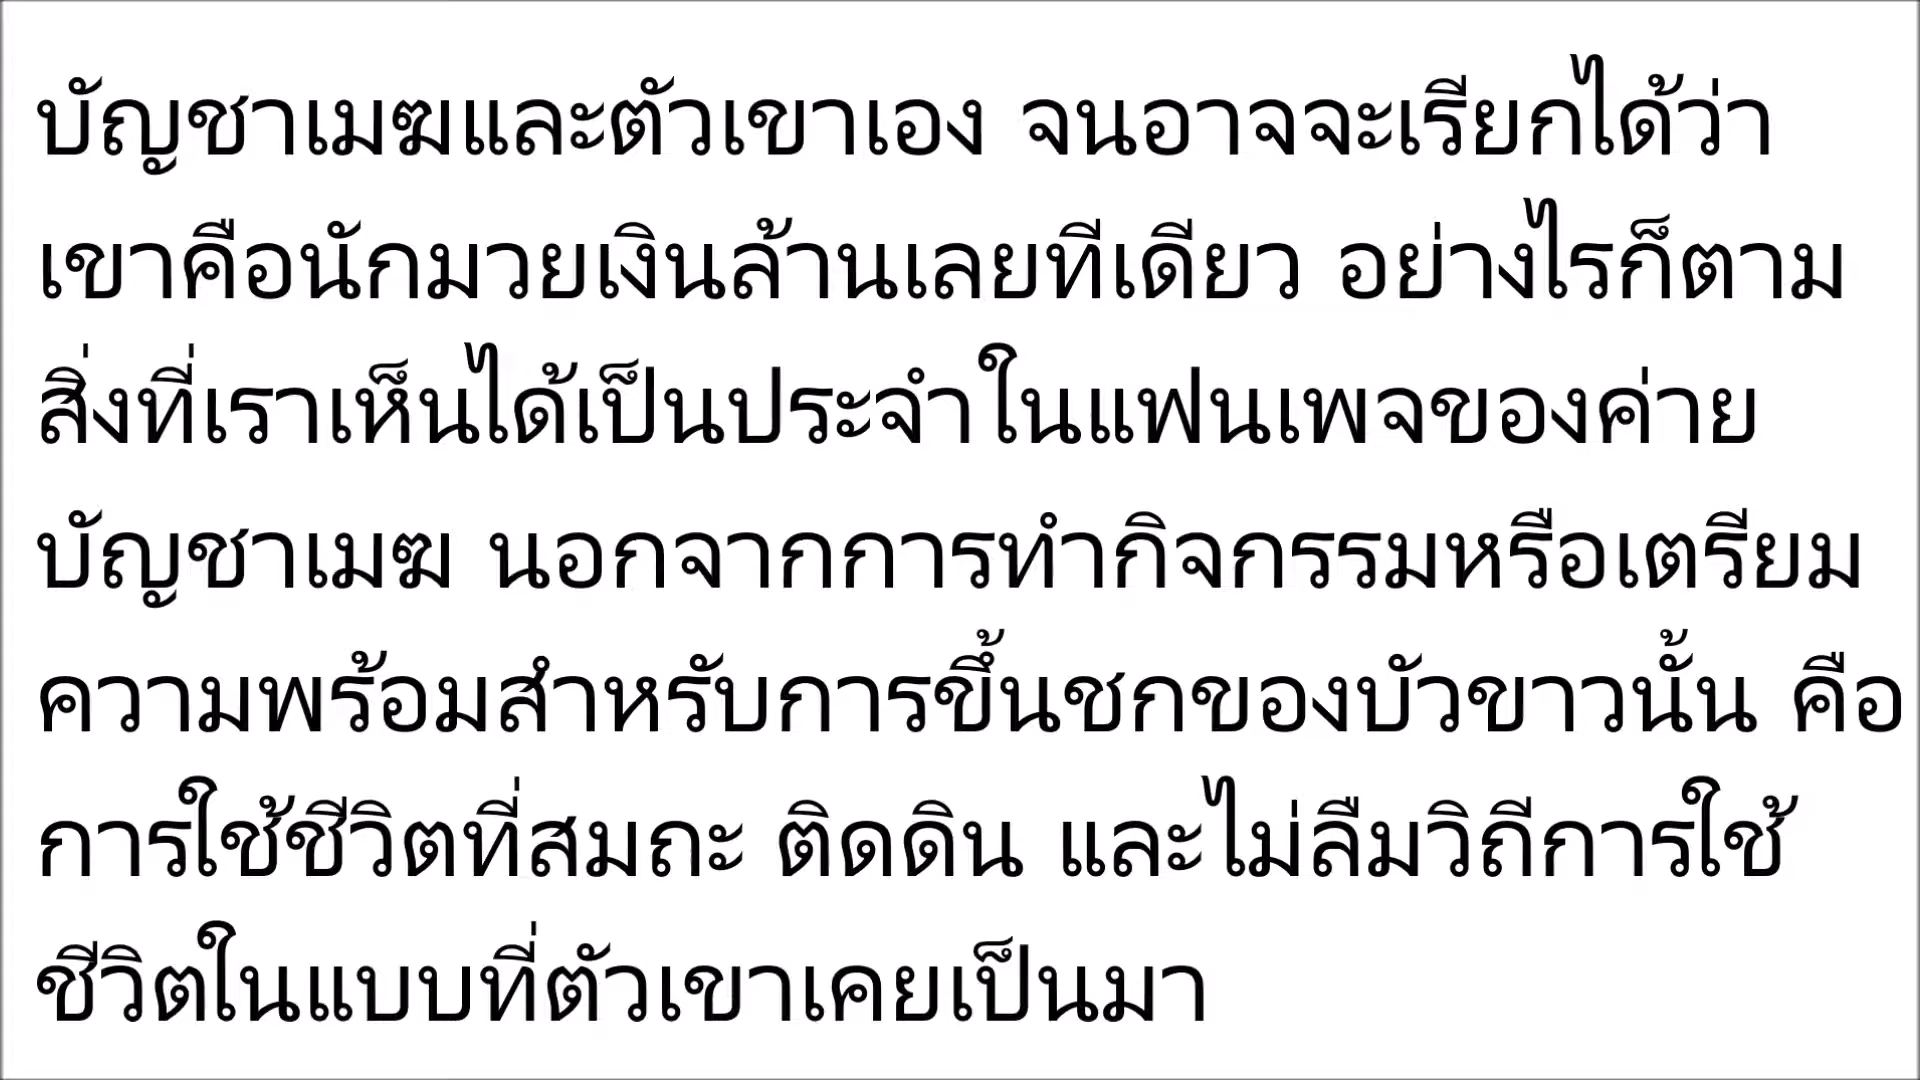 บัญชาเมฆและตัวเขาเอง จนอาจจะเรียกได้ว่า
เขาคือนักมวยเงินล้านเลยทีเดียว อย่างไรก็ตาม
สิ่งที่เราเห็นได้เป็นประจำในแฟนเพจของค่าย
บัญชาเมฆ นอกจากการทำกิจกรรมหรือเตรียม
ความพร้อมสำหรับการขึ้นชกของบัวขาวนั้น คือ
การใช้ชีวิตที่สมถะ ติดดิน และไม่ลืมวิถีการใช้
ชีวิตในแบบที่ตัวเขาเคยเป็นมา